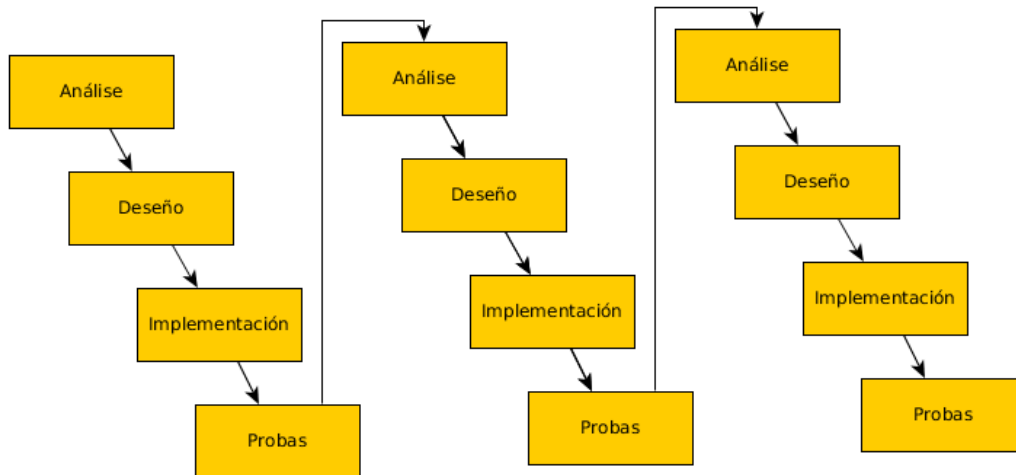 Análise
Deseño
Implementación
Probas
Análise
Deseño
Implementación
Probas
Análise
Deseño
Implementación
Probas